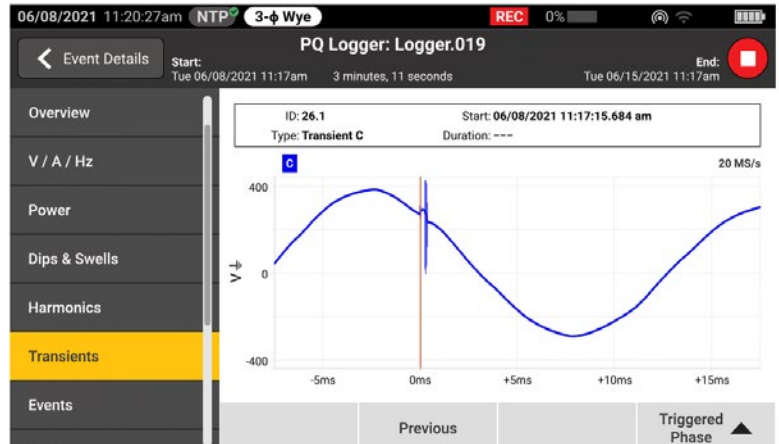 06/08/2021 11:20:27am NTP 3-ϕ Wye REC 0%
Event Details
PQ Logger: Logger.019
Start:
Tue 06/08/2021 11:17am 3 minutes, 11 seconds
End:
Tue 06/15/2021 11:17am
Overview
V / A / Hz
Power
Dips & Swells
Harmonics
Transients
Events
ID: 26.1 Start: 06/08/2021 11:17:15.684 am
Type: Transient C Duration: ---
C 20 MS/s
400
V
0
-400
-5ms 0ms +5ms +10ms +15ms
Previous
Triggered
Phase